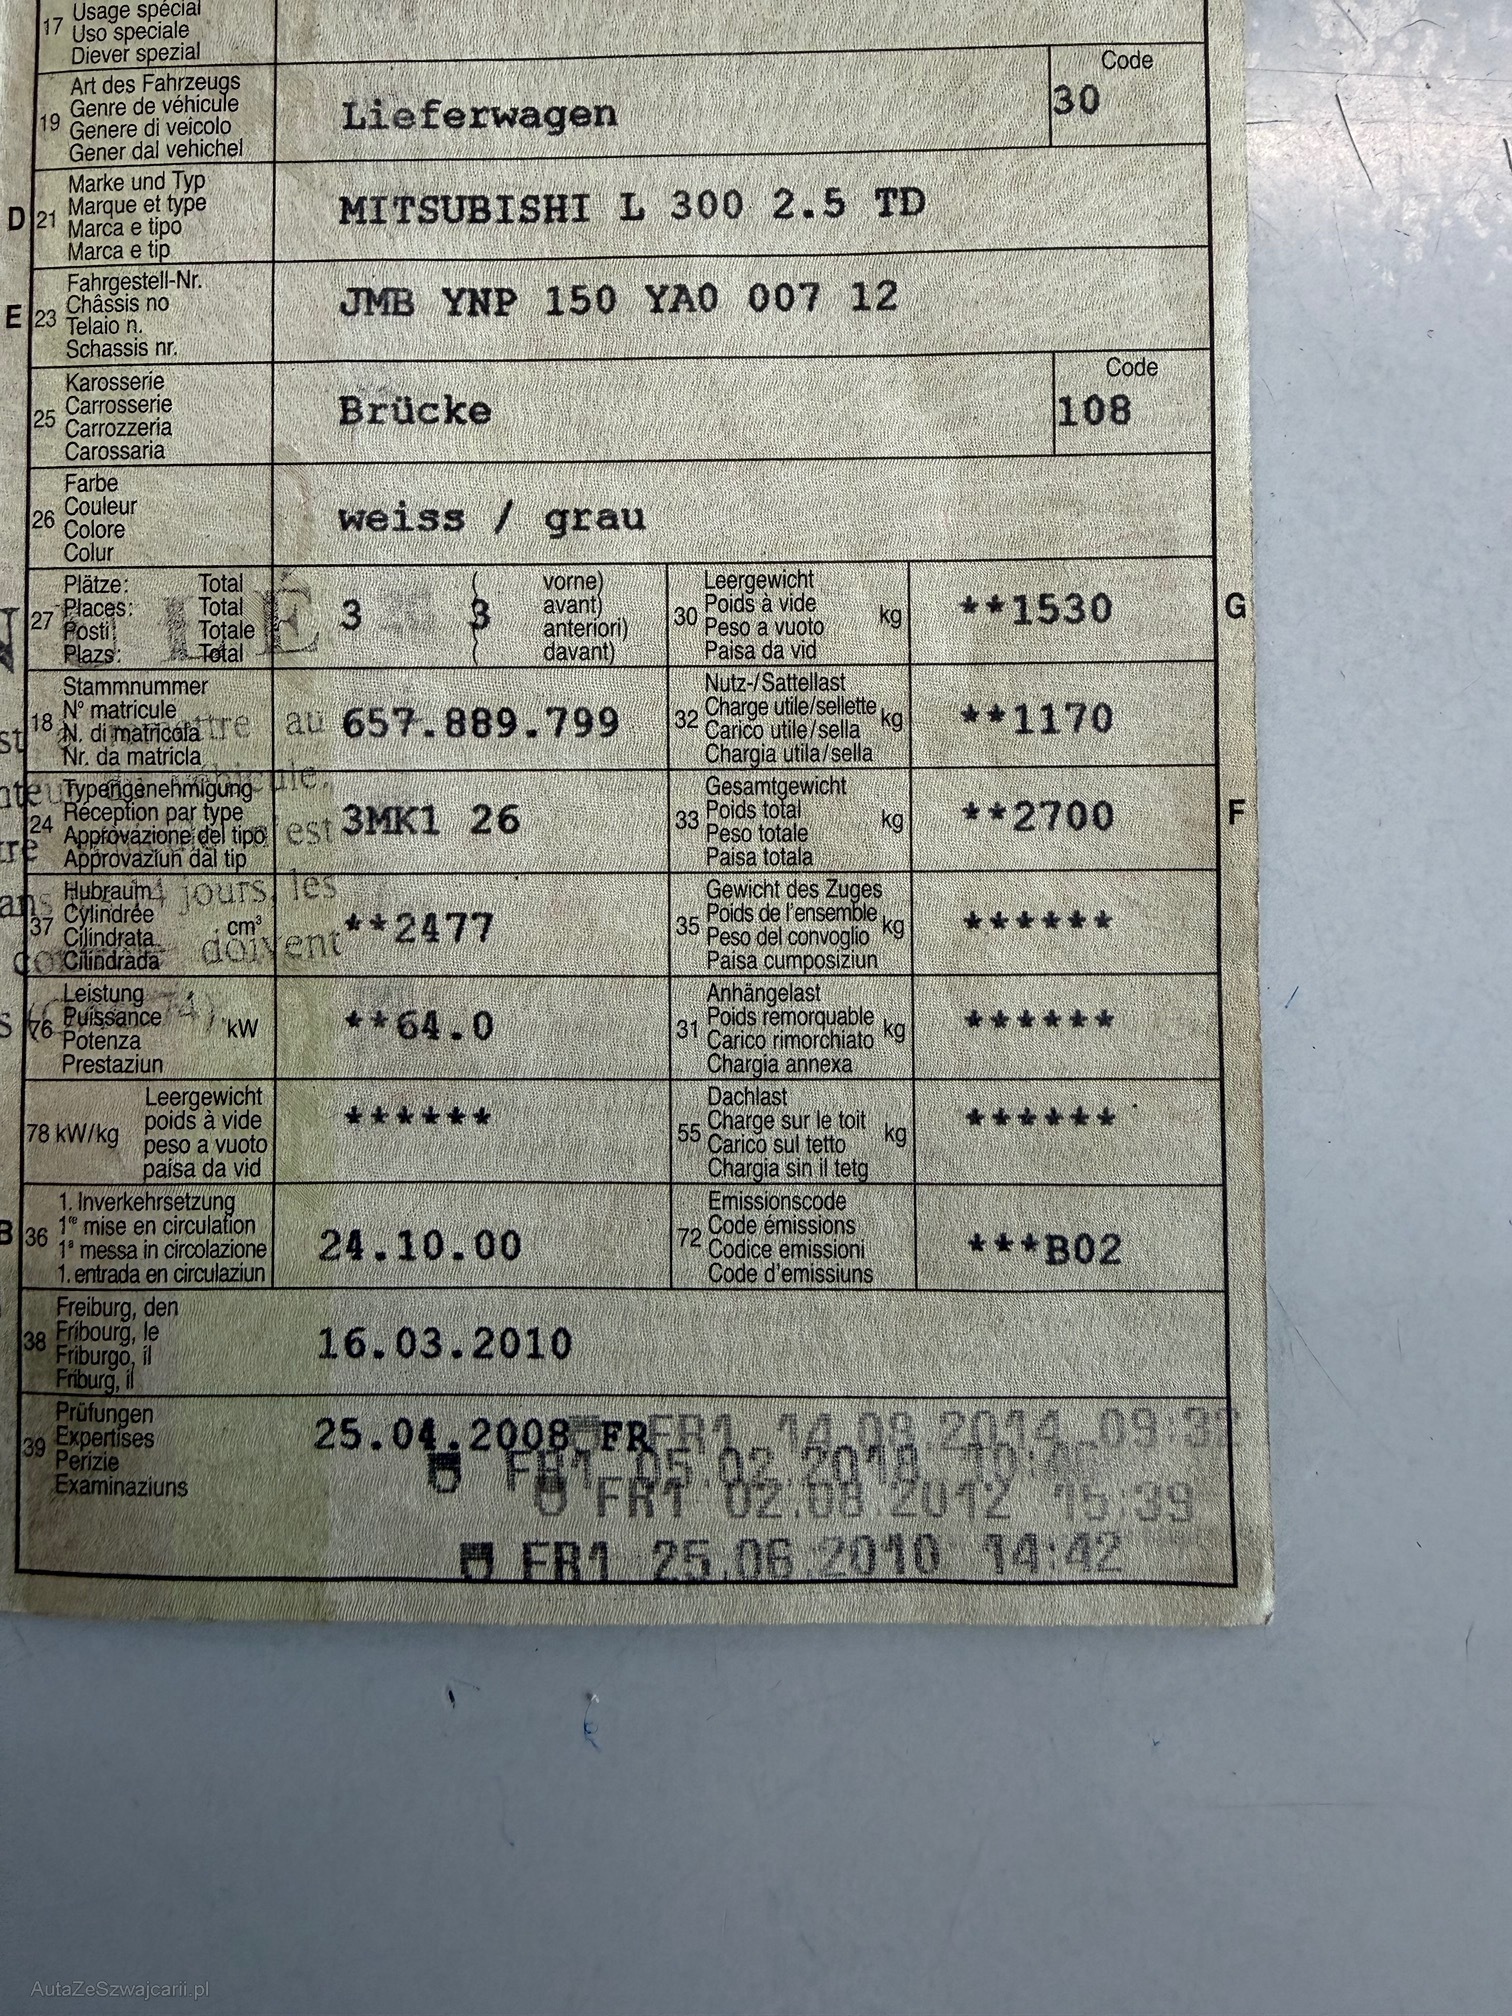 17 Usage spécial
Uso speciale
Diever spezial
19 Art des Fahrzeugs
Genre de véhicule
Genere di veicolo
Gener dal vehichel
Lieferwagen
Code
30
D 21 Marke und Typ
Marque et type
Marca e tipo
Marca e tip
MITSUBISHI L 300 2.5 TD
E 23 Fahrgestell-Nr.
Châssis no
Telaio n.
Schassis nr.
JMB YNP 150 YA0 007 12
25 Karosserie
Carrosserie
Carrozzeria
Carossaria
Brücke
Code
108
26 Farbe
Couleur
Colore
Colur
weiss / grau
27 Plätze: Total
Places: Total
Posti: Totale
Plazs: Total
3 ( 3 vorne)
avant)
anteriori)
davant)
30 Leergewicht
Poids à vide
Peso a vuoto
Paisa da vid
kg
**1530 G
18 Stammnummer
N° matricule
N. di matricola
Nr. da matricla
657.889.799
32 Nutz-/Sattellast
Charge utile/sellette
Carico utile/sella
Chargia utila/sella
kg
**1170
24 Typengenehmigung
Réception par type
Approvazione del tipo
Approvaziun dal tip
3MK1 26
33 Gesamtgewicht
Poids total
Peso totale
Paisa totala
kg
**2700 F
37 Hubraum
Cylindrée
Cilindrata
Cilindrada
cm³
**2477
35 Gewicht des Zuges
Poids de l'ensemble
Peso del convoglio
Paisa cumposiziun
kg
******
76 Leistung
Puissance
Potenza
Prestaziun
kW
**64.0
31 Anhängelast
Poids remorquable
Carico rimorchiato
Chargia annexa
kg
******
78 kW/kg Leergewicht
poids à vide
peso a vuoto
paisa da vid
******
55 Dachlast
Charge sur le toit
Carico sul tetto
Chargia sin il tetg
kg
******
B 36 1. Inverkehrsetzung
1re mise en circulation
1a messa in circolazione
1. entrada en circulaziun
24.10.00
72 Emissionscode
Code émissions
Codice emissioni
Code d'emissiuns
***B02
38 Freiburg, den
Fribourg, le
Friburgo, il
Friburg, il
16.03.2010
39 Prüfungen
Expertises
Perizie
Examinaziuns
25.04.2008 FR
FR1 14.08.2014 09:32
FR1 05.02.2018
FR1 02.08.2012 15:39
FR1 25.06.2010 14:42
AutaZeSzwajcarii.pl